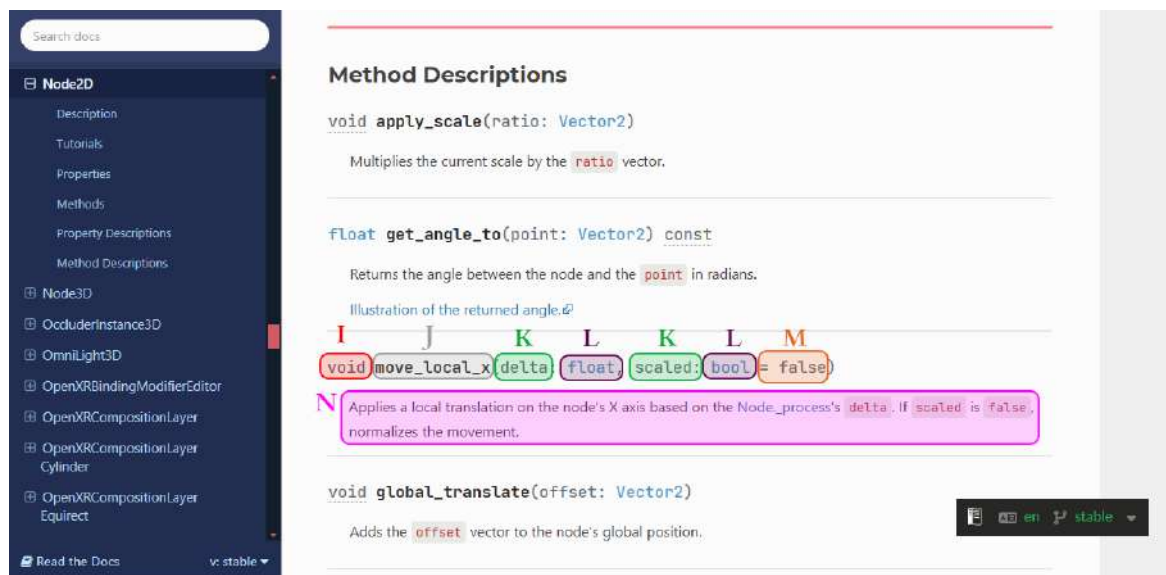 Search docs
Node2D
Description
Tutorials
Properties
Methods
Property Descriptions
Method Descriptions
Node3D
OccluderInstance3D
OmniLight3D
OpenXRBindingModifierEditor
OpenXRCompositionLayer
OpenXRCompositionLayer
Cylinder
OpenXRCompositionLayer
Equirect
Read the Docs v: stable
Method Descriptions
void apply_scale(ratio: Vector2)
Multiplies the current scale by the ratio vector.
float get_angle_to(point: Vector2) const
Returns the angle between the node and the point in radians.
Illustration of the returned angle.
I J K L K L M
void move_local_x(delta: float, scaled: bool = false)
N Applies a local translation on the node's X axis based on the Node._process's delta. If scaled is false,
normalizes the movement.
void global_translate(offset: Vector2)
Adds the offset vector to the node's global position.
en stable